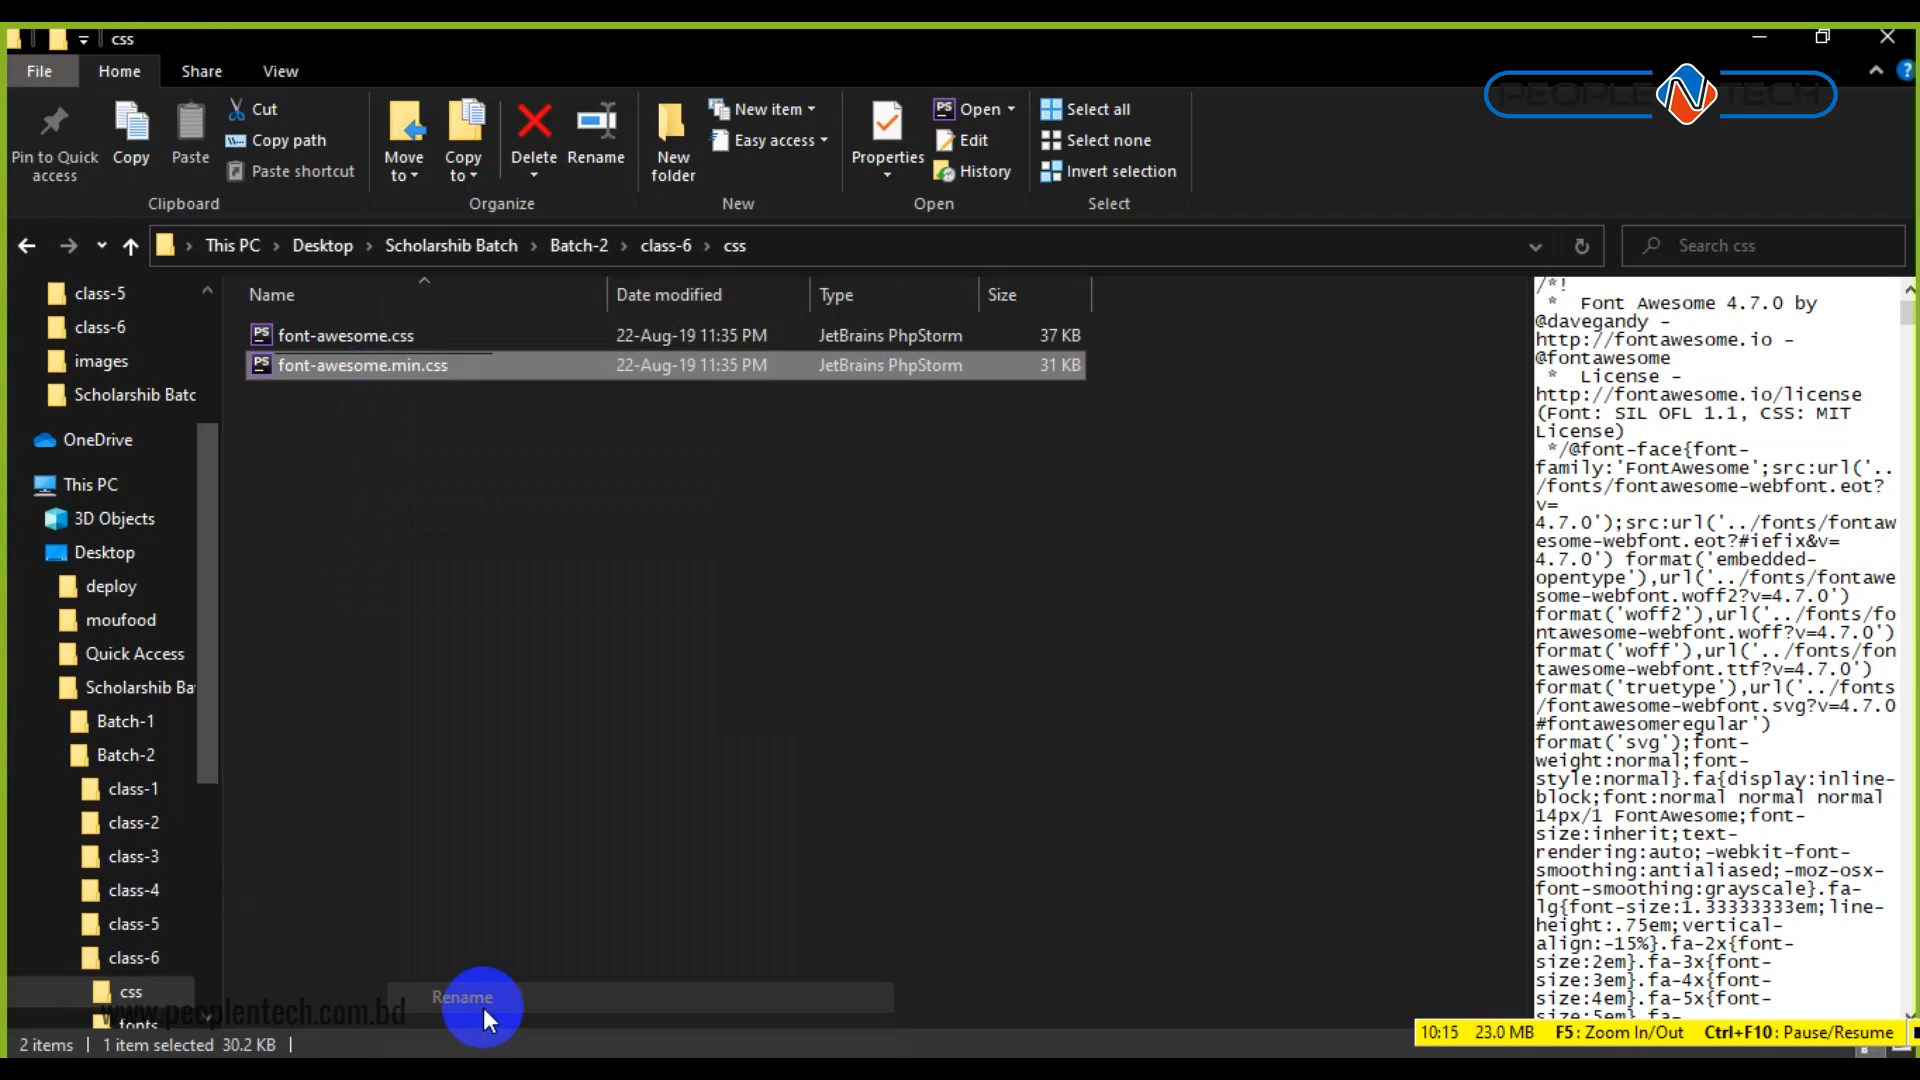 css
File
Home
Share
View
PEOPLE N TECH
Pin to Quick access
Copy
Paste
Cut
Copy path
Paste shortcut
Clipboard
Move to
Copy to
Delete
Rename
Organize
New folder
New item
Easy access
New
Properties
Open
Edit
History
Open
Select all
Select none
Invert selection
Select
This PC
Desktop
Scholarshib Batch
Batch-2
class-6
css
Search css
class-5
class-6
images
Scholarshib Batc
OneDrive
This PC
3D Objects
Desktop
deploy
moufood
Quick Access
Scholarshib Ba
Batch-1
Batch-2
class-1
class-2
class-3
class-4
class-5
class-6
css
fonts
www.peoplentech.com.bd
Name
Date modified
Type
Size
font-awesome.css
22-Aug-19 11:35 PM
JetBrains PhpStorm
37 KB
font-awesome.min.css
22-Aug-19 11:35 PM
JetBrains PhpStorm
31 KB
Rename
/*!
* Font Awesome 4.7.0 by
@davegandy -
http://fontawesome.io -
@fontawesome
* License -
http://fontawesome.io/license
(Font: SIL OFL 1.1, CSS: MIT
License)
*/@font-face{font-
family:'FontAwesome';src:url('..
/fonts/fontawesome-webfont.eot?
v=
4.7.0');src:url('../fonts/fontaw
esome-webfont.eot?#iefix&v=
4.7.0') format('embedded-
opentype'),url('../fonts/fontawe
some-webfont.woff2?v=4.7.0')
format('woff2'),url('../fonts/fo
ntawesome-webfont.woff?v=4.7.0')
format('woff'),url('../fonts/fon
tawesome-webfont.ttf?v=4.7.0')
format('truetype'),url('../fonts
/fontawesome-webfont.svg?v=4.7.0
#fontawesomeregular')
format('svg');font-
weight:normal;font-
style:normal}.fa{display:inline-
block;font:normal normal normal
14px/1 FontAwesome;font-
size:inherit;text-
rendering:auto;-webkit-font-
smoothing:antialiased;-moz-osx-
font-smoothing:grayscale}.fa-
lg{font-size:1.33333333em;line-
height:.75em;vertical-
align:-15%}.fa-2x{font-
size:2em}.fa-3x{font-
size:3em}.fa-4x{font-
size:4em}.fa-5x{font-
size:5em}.fa-
10:15 23.0 MB F5: Zoom In/Out Ctrl+F10: Pause/Resume
2 items
1 item selected 30.2 KB